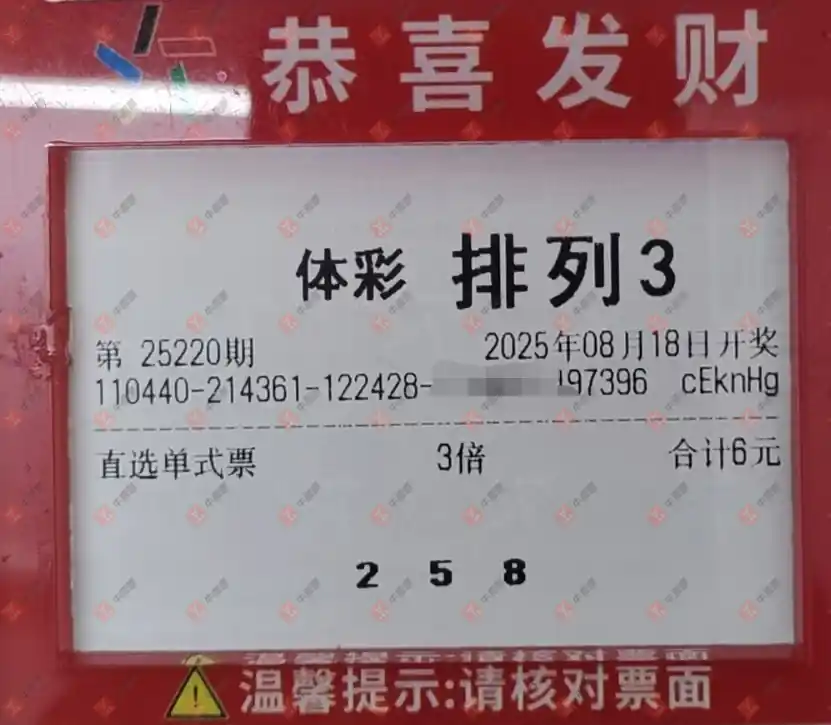 恭喜发财
体彩 排列3
第 25220期 2025年08月18日开奖
110440-214361-122428- 97396 cEknHg
直选单式票 3倍 合计6元
2 5 8
温馨提示:请核对票面